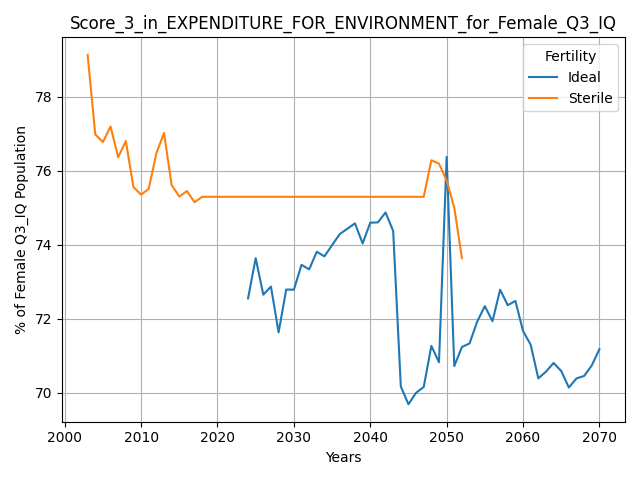 Score_3_in_EXPENDITURE_FOR_ENVIRONMENT_for_Female_Q3_IQ
Fertility
Ideal
Sterile
% of Female Q3_IQ Population
78
76
74
72
70
2000 2010 2020 2030 2040 2050 2060 2070
Years